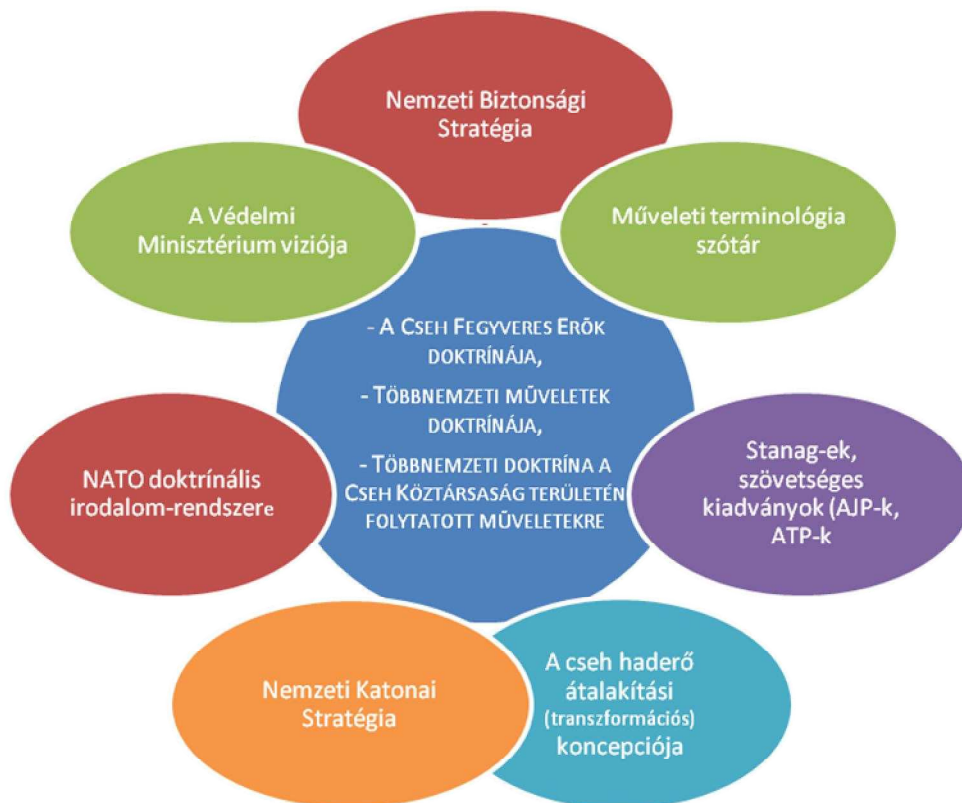 Nemzeti Biztonsági
Stratégia
A Védelmi
Minisztérium viziója
Műveleti terminológia
szótár
- A CSEH FEGYVERES ERŐK
DOKTRÍNÁJA,
- TÖBBNEMZETI MŰVELETEK
DOKTRÍNÁJA,
- TÖBBNEMZETI DOKTRÍNA A
CSEH KÖZTÁRSASÁG TERÜLETÉN
FOLYTATOTT MŰVELETEKRE
NATO doktrínális
irodalom-rendszere
Stanag-ek,
szövetséges
kiadványok (AJP-k,
ATP-k
Nemzeti Katonai
Stratégia
A cseh haderő
átalakítási
(transzformációs)
koncepciója